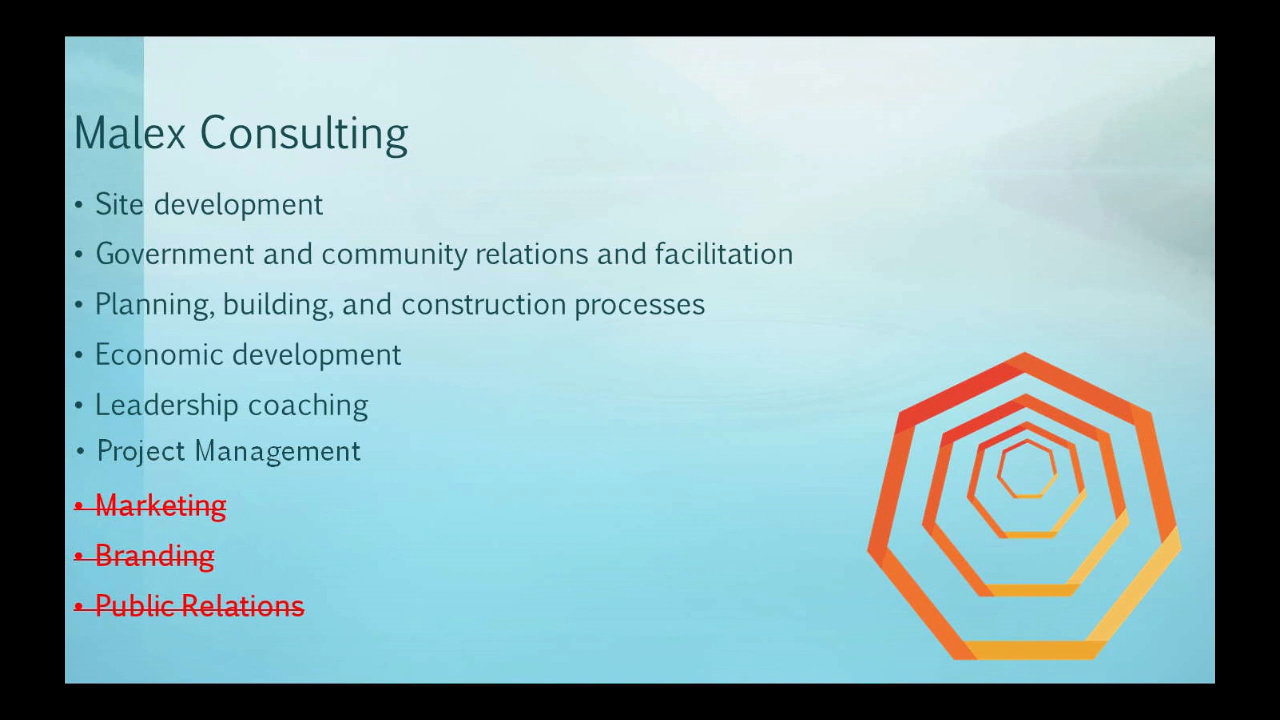 Malex Consulting
• Site development
• Government and community relations and facilitation
• Planning, building, and construction processes
• Economic development
• Leadership coaching
• Project Management
• Marketing
• Branding
• Public Relations